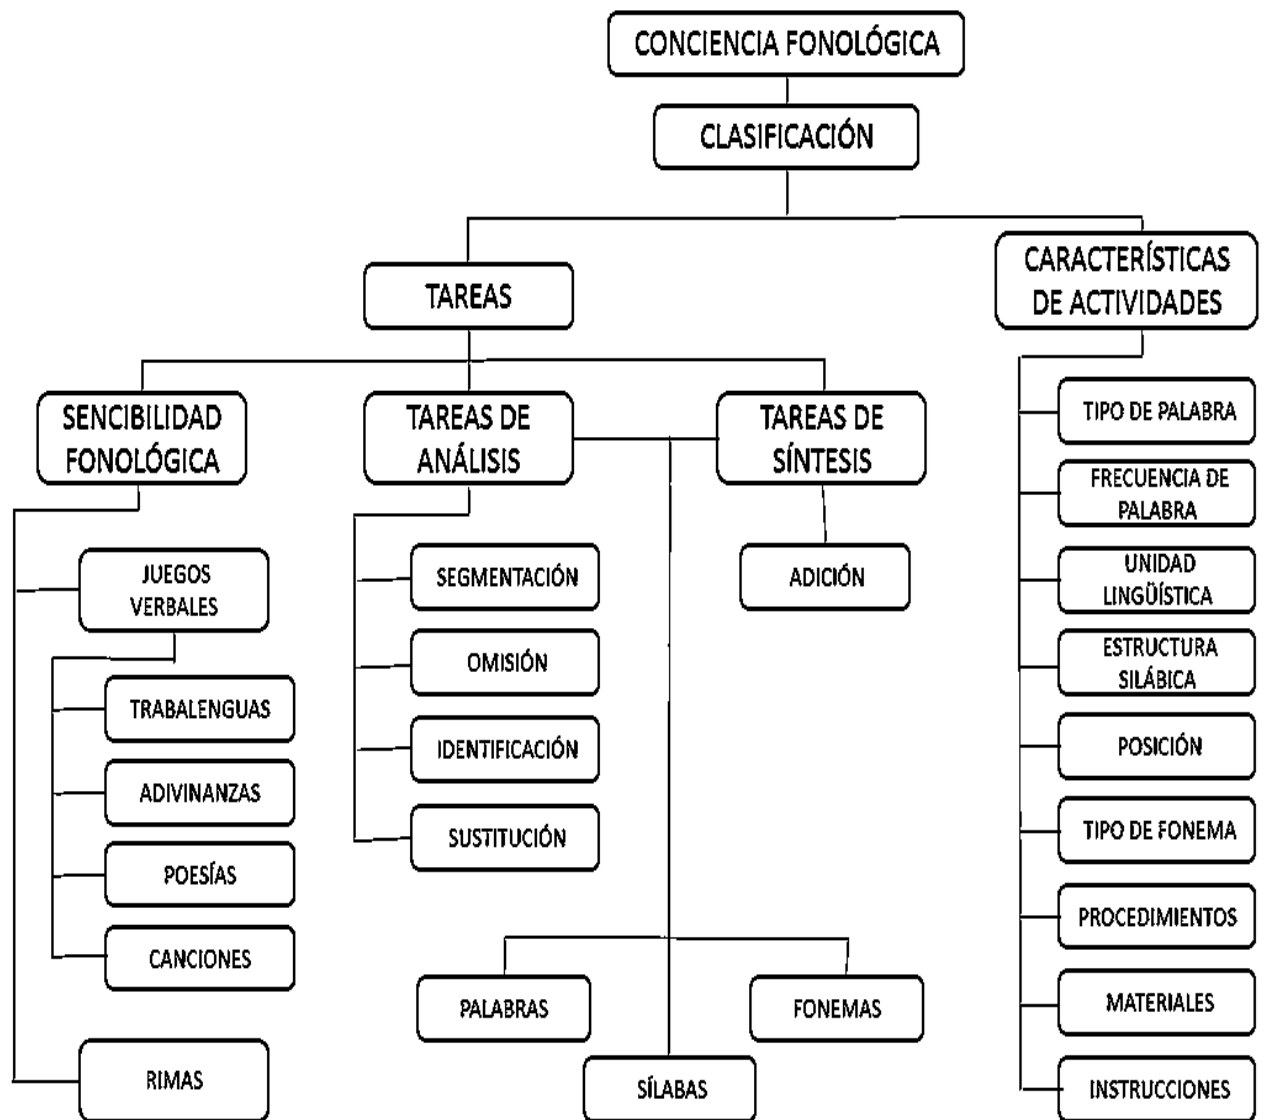 CONCIENCIA FONOLÓGICA
CLASIFICACIÓN
TAREAS
CARACTERÍSTICAS
DE ACTIVIDADES
SENCIBILIDAD
FONOLÓGICA
TAREAS DE
ANÁLISIS
TAREAS DE
SÍNTESIS
JUEGOS
VERBALES
TRABALENGUAS
ADIVINANZAS
POESÍAS
CANCIONES
RIMAS
SEGMENTACIÓN
OMISIÓN
IDENTIFICACIÓN
SUSTITUCIÓN
ADICIÓN
PALABRAS
SÍLABAS
FONEMAS
TIPO DE PALABRA
FRECUENCIA DE
PALABRA
UNIDAD
LINGÜÍSTICA
ESTRUCTURA
SILÁBICA
POSICIÓN
TIPO DE FONEMA
PROCEDIMIENTOS
MATERIALES
INSTRUCCIONES